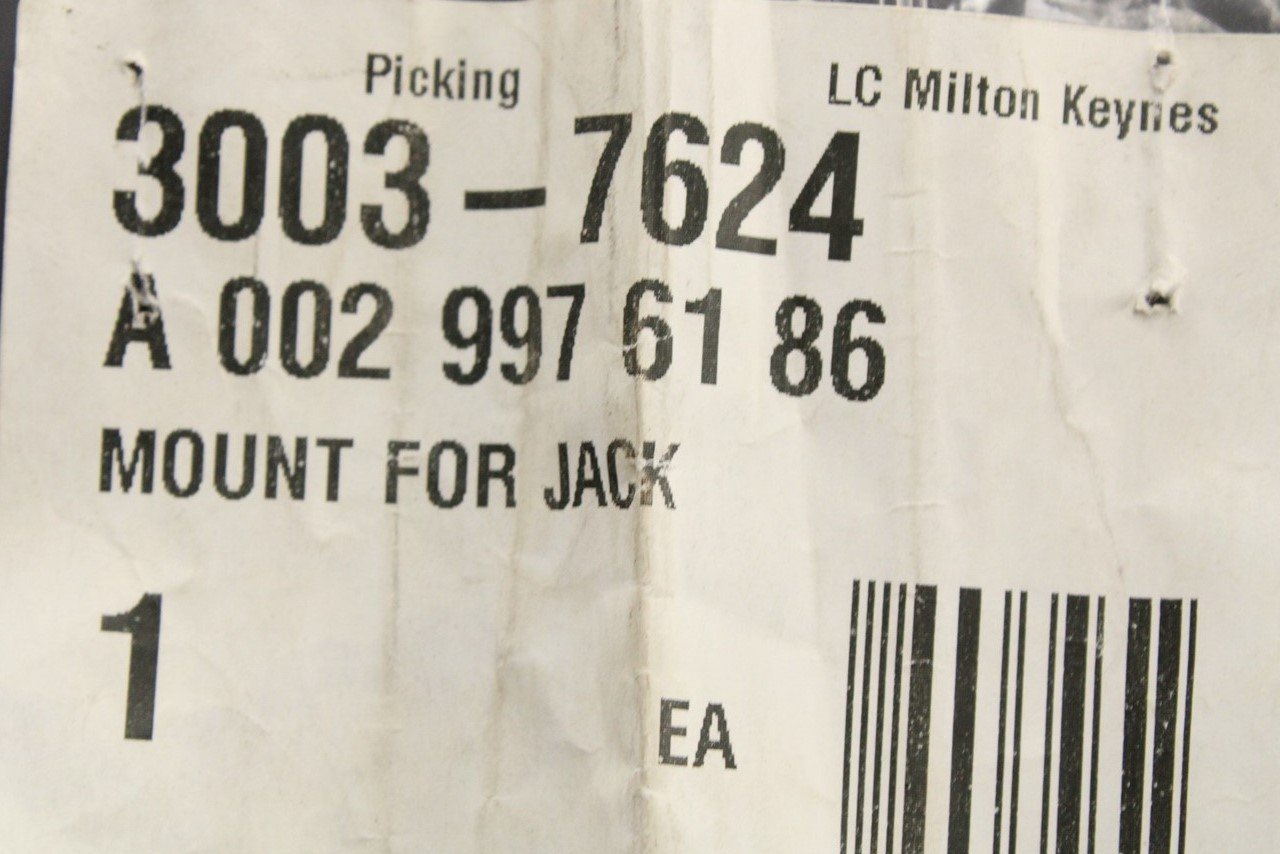 Picking LC Milton Keynes
3003-7624
A 002 997 61 86
MOUNT FOR JACK
1 EA